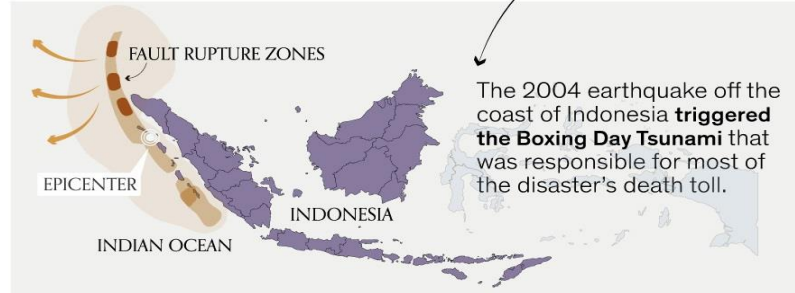 FAULT RUPTURE ZONES
The 2004 earthquake off the
coast of Indonesia triggered
the Boxing Day Tsunami that
was responsible for most of
the disaster's death toll.
EPICENTER
INDONESIA
INDIAN OCEAN